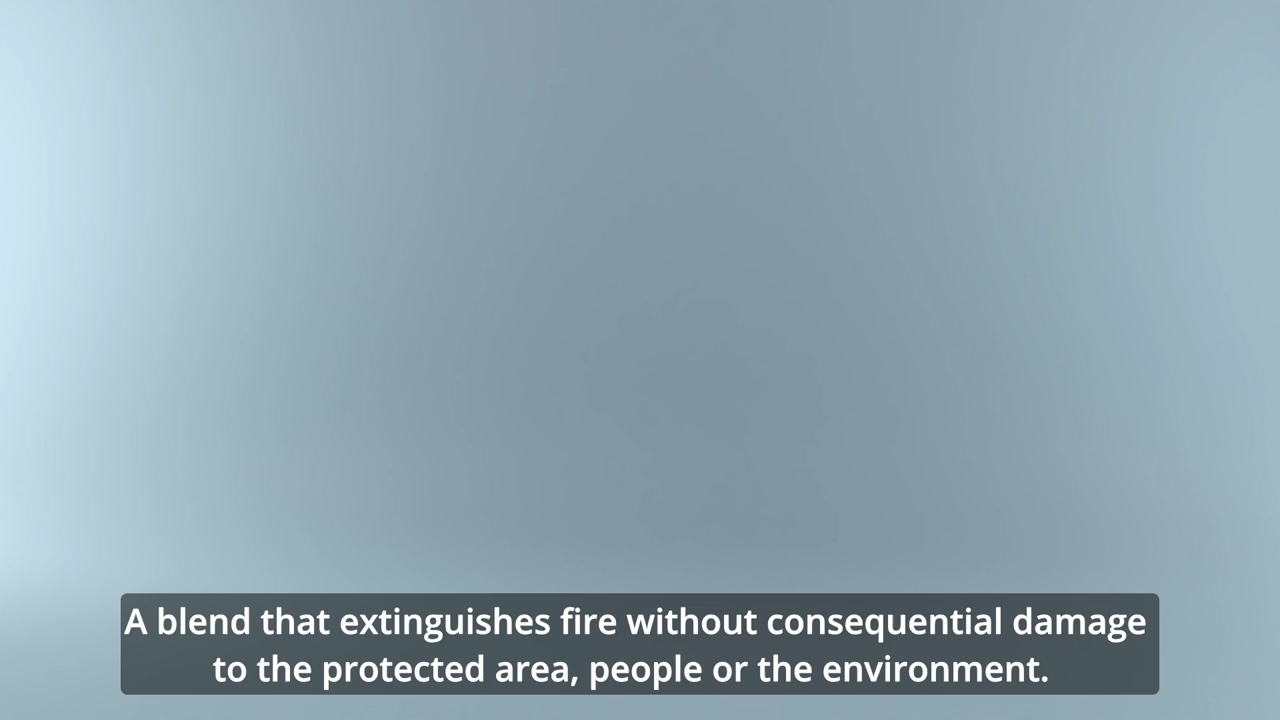 A blend that extinguishes fire without consequential damage
to the protected area, people or the environment.